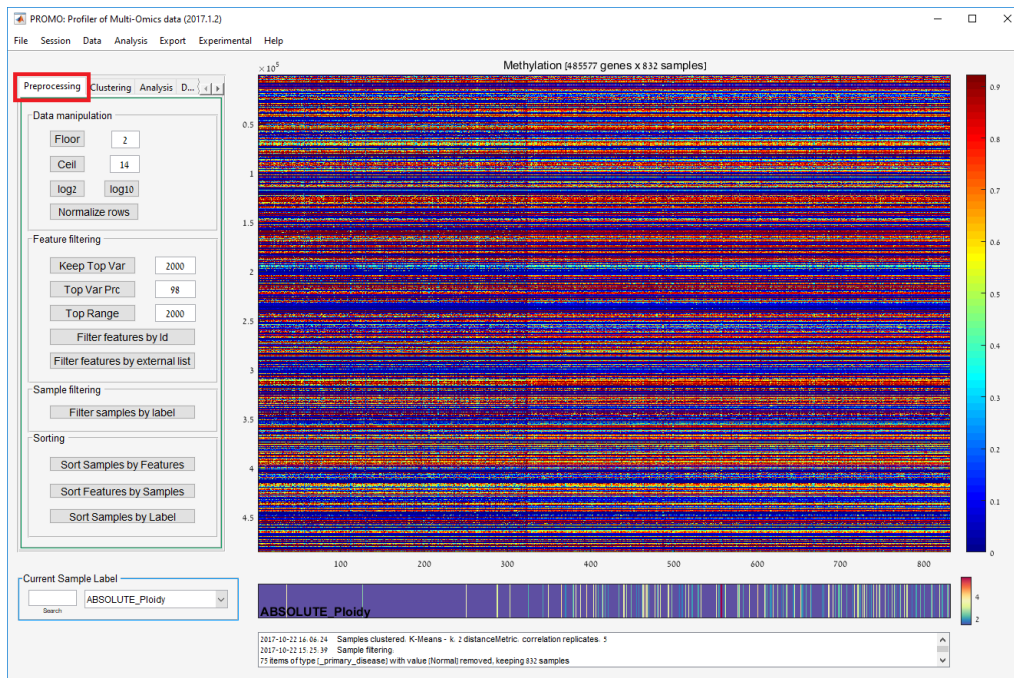 PROMO: Profiler of Multi-Omics data (2017.1.2)
File Session Data Analysis Export Experimental Help
Preprocessing Clustering Analysis D...
Data manipulation
Floor 2
Ceil 14
log2 log10
Normalize rows
Feature filtering
Keep Top Var 2000
Top Var Prc 98
Top Range 2000
Filter features by Id
Filter features by external list
Sample filtering
Filter samples by label
Sorting
Sort Samples by Features
Sort Features by Samples
Sort Samples by Label
Current Sample Label
Search
ABSOLUTE_Ploidy
Methylation [485577 genes x 832 samples]
× 10⁵
0.5
1
1.5
2
2.5
3
3.5
4
4.5
100 200 300 400 500 600 700 800
0.9
0.8
0.7
0.6
0.5
0.4
0.3
0.2
0.1
0
ABSOLUTE_Ploidy
4
2
2017-10-22 16:06:24 Samples clustered. K-Means - k: 2 distanceMetric: correlation replicates: 5
2017-10-22 15:25:39 Sample filtering:
75 items of type [_primary_disease] with value [Normal] removed, keeping 832 samples